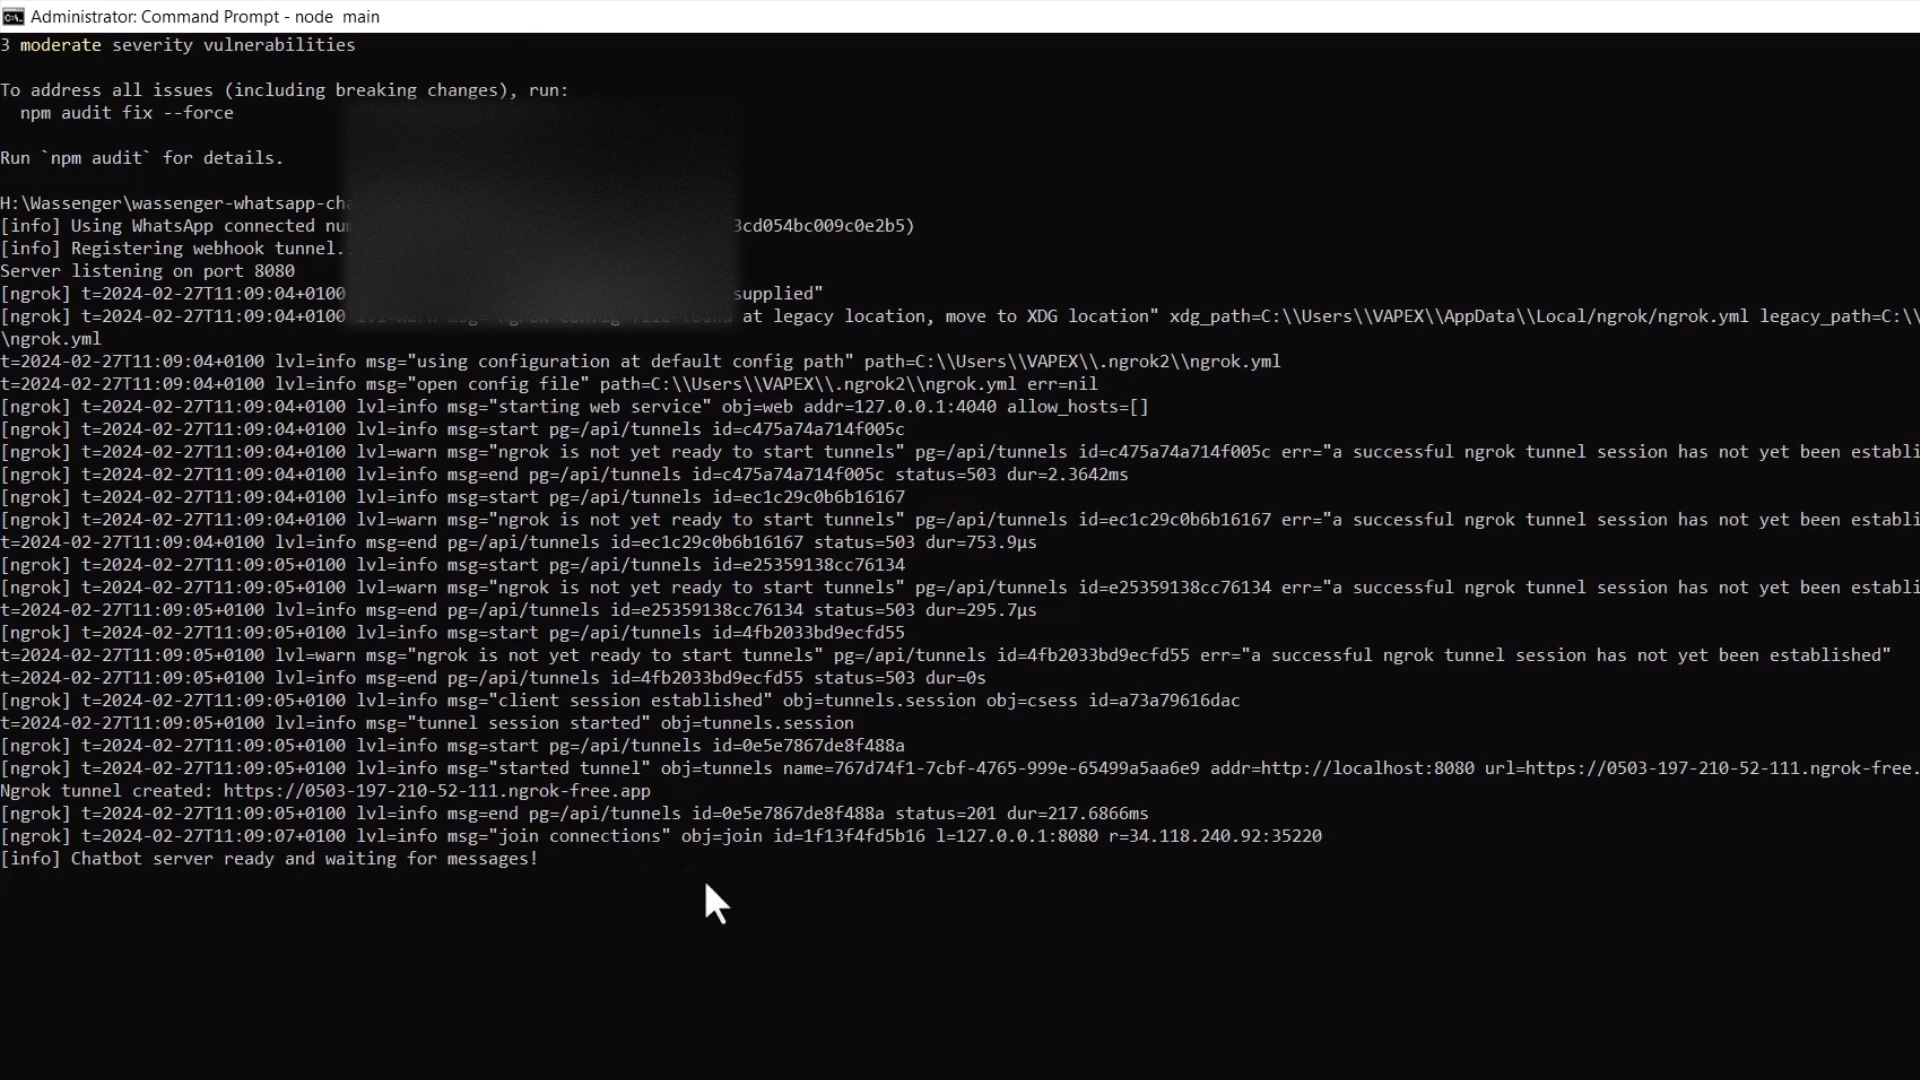 Administrator: Command Prompt - node  main
3 moderate severity vulnerabilities
To address all issues (including breaking changes), run:
  npm audit fix --force
Run `npm audit` for details.
H:\Wassenger\wassenger-whatsapp-cha
[info] Using WhatsApp connected num 3cd054bc009c0e2b5)
[info] Registering webhook tunnel.
Server listening on port 8080
[ngrok] t=2024-02-27T11:09:04+0100 supplied"
[ngrok] t=2024-02-27T11:09:04+0100 lvl=warn msg="ngrok config file found at legacy location, move to XDG location" xdg_path=C:\\Users\\VAPEX\\AppData\\Local/ngrok/ngrok.yml legacy_path=C:\\
\ngrok.yml
t=2024-02-27T11:09:04+0100 lvl=info msg="using configuration at default config path" path=C:\\Users\\VAPEX\\.ngrok2\\ngrok.yml
t=2024-02-27T11:09:04+0100 lvl=info msg="open config file" path=C:\\Users\\VAPEX\\.ngrok2\\ngrok.yml err=nil
[ngrok] t=2024-02-27T11:09:04+0100 lvl=info msg="starting web service" obj=web addr=127.0.0.1:4040 allow_hosts=[]
[ngrok] t=2024-02-27T11:09:04+0100 lvl=info msg=start pg=/api/tunnels id=c475a74a714f005c
[ngrok] t=2024-02-27T11:09:04+0100 lvl=warn msg="ngrok is not yet ready to start tunnels" pg=/api/tunnels id=c475a74a714f005c err="a successful ngrok tunnel session has not yet been establi
[ngrok] t=2024-02-27T11:09:04+0100 lvl=info msg=end pg=/api/tunnels id=c475a74a714f005c status=503 dur=2.3642ms
[ngrok] t=2024-02-27T11:09:04+0100 lvl=info msg=start pg=/api/tunnels id=ec1c29c0b6b16167
[ngrok] t=2024-02-27T11:09:04+0100 lvl=warn msg="ngrok is not yet ready to start tunnels" pg=/api/tunnels id=ec1c29c0b6b16167 err="a successful ngrok tunnel session has not yet been establi
t=2024-02-27T11:09:04+0100 lvl=info msg=end pg=/api/tunnels id=ec1c29c0b6b16167 status=503 dur=753.9µs
[ngrok] t=2024-02-27T11:09:05+0100 lvl=info msg=start pg=/api/tunnels id=e25359138cc76134
[ngrok] t=2024-02-27T11:09:05+0100 lvl=warn msg="ngrok is not yet ready to start tunnels" pg=/api/tunnels id=e25359138cc76134 err="a successful ngrok tunnel session has not yet been establi
t=2024-02-27T11:09:05+0100 lvl=info msg=end pg=/api/tunnels id=e25359138cc76134 status=503 dur=295.7µs
[ngrok] t=2024-02-27T11:09:05+0100 lvl=info msg=start pg=/api/tunnels id=4fb2033bd9ecfd55
t=2024-02-27T11:09:05+0100 lvl=warn msg="ngrok is not yet ready to start tunnels" pg=/api/tunnels id=4fb2033bd9ecfd55 err="a successful ngrok tunnel session has not yet been established"
t=2024-02-27T11:09:05+0100 lvl=info msg=end pg=/api/tunnels id=4fb2033bd9ecfd55 status=503 dur=0s
[ngrok] t=2024-02-27T11:09:05+0100 lvl=info msg="client session established" obj=tunnels.session obj=csess id=a73a79616dac
t=2024-02-27T11:09:05+0100 lvl=info msg="tunnel session started" obj=tunnels.session
[ngrok] t=2024-02-27T11:09:05+0100 lvl=info msg=start pg=/api/tunnels id=0e5e7867de8f488a
[ngrok] t=2024-02-27T11:09:05+0100 lvl=info msg="started tunnel" obj=tunnels name=767d74f1-7cbf-4765-999e-65499a5aa6e9 addr=http://localhost:8080 url=https://0503-197-210-52-111.ngrok-free.
Ngrok tunnel created: https://0503-197-210-52-111.ngrok-free.app
[ngrok] t=2024-02-27T11:09:05+0100 lvl=info msg=end pg=/api/tunnels id=0e5e7867de8f488a status=201 dur=217.6866ms
[ngrok] t=2024-02-27T11:09:07+0100 lvl=info msg="join connections" obj=join id=1f13f4fd5b16 l=127.0.0.1:8080 r=34.118.240.92:35220
[info] Chatbot server ready and waiting for messages!